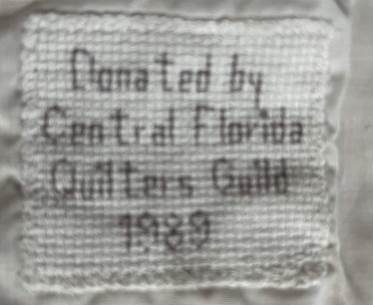 Donated by
Central Florida
Quilters Guild
1989